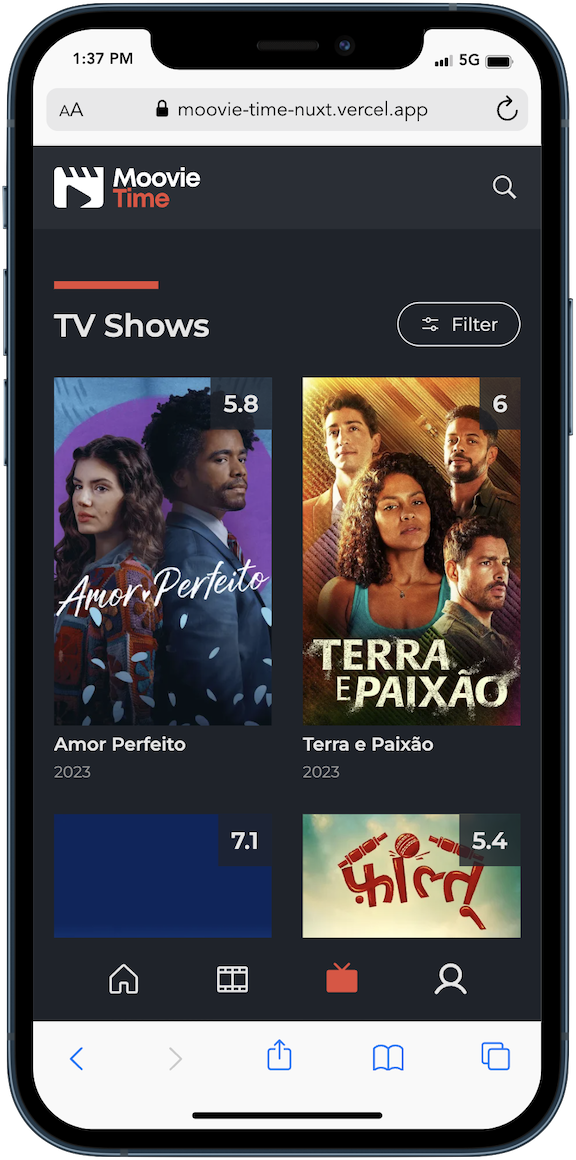 1:37 PM
5G
AA
moovie-time-nuxt.vercel.app
Moovie
Time
TV Shows
Filter
5.8
6
Amor Perfeito
TERRA
E PAIXÃO
Amor Perfeito
Terra e Paixão
2023
2023
7.1
5.4
फ़ालतू